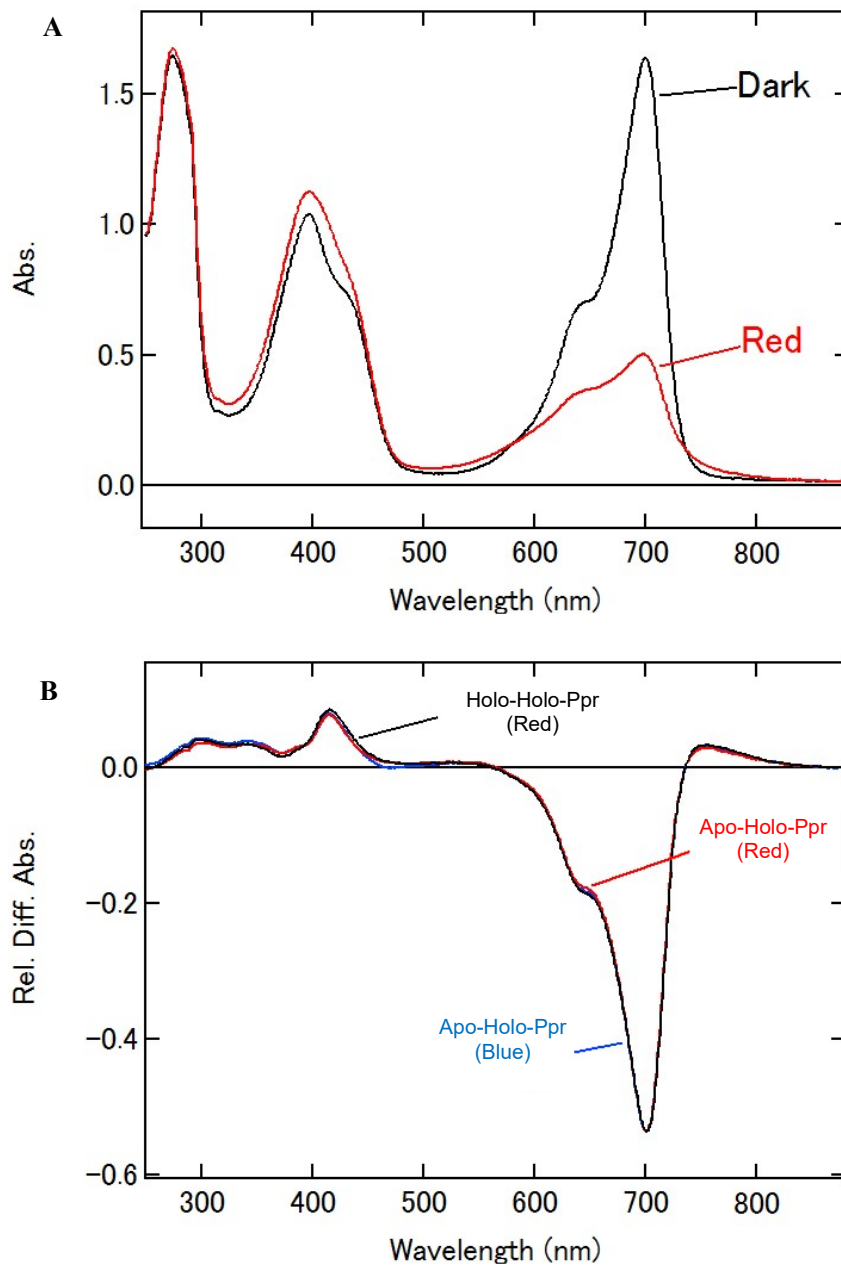 A
1.5
1.0
0.5
0.0
Abs.
Dark
Red
300 400 500 600 700 800
Wavelength (nm)
B
Holo-Holo-Ppr
(Red)
Apo-Holo-Ppr
(Red)
Apo-Holo-Ppr
(Blue)
0.0
−0.2
−0.4
−0.6
Rel. Diff. Abs.
300 400 500 600 700 800
Wavelength (nm)